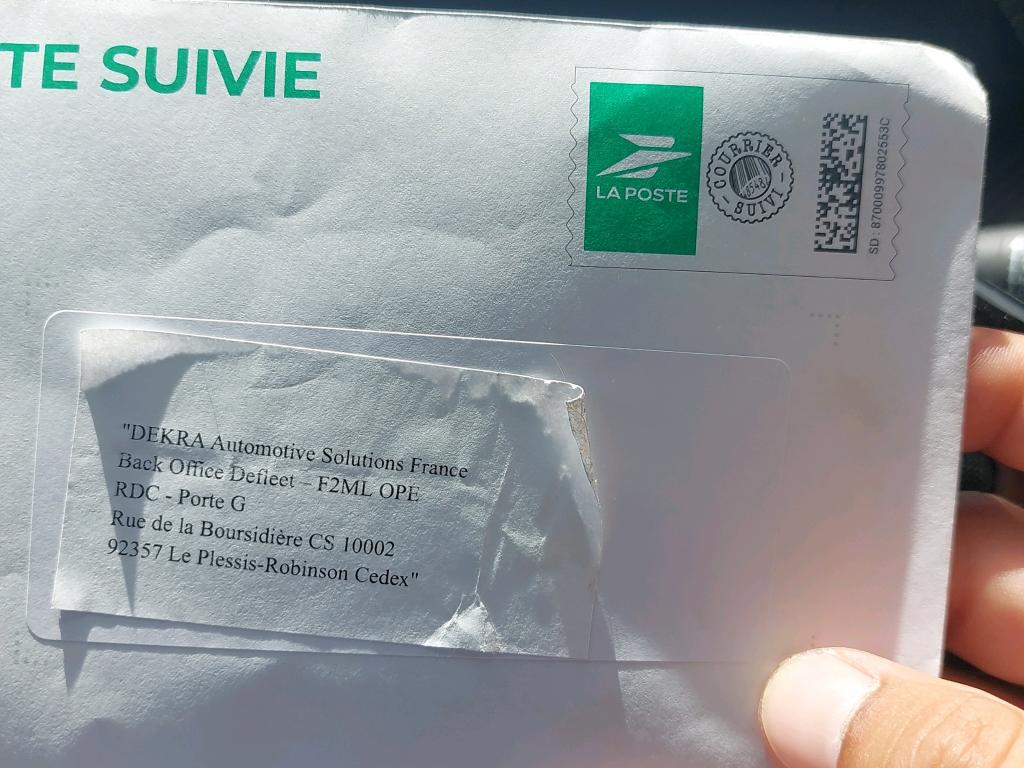 TE SUIVIE
LA POSTE
COURRIER
SUIVI
SD : 87000997802553C
"DEKRA Automotive Solutions France
Back Office Defleet – F2ML OPE
RDC - Porte G
Rue de la Boursidière CS 10002
92357 Le Plessis-Robinson Cedex"